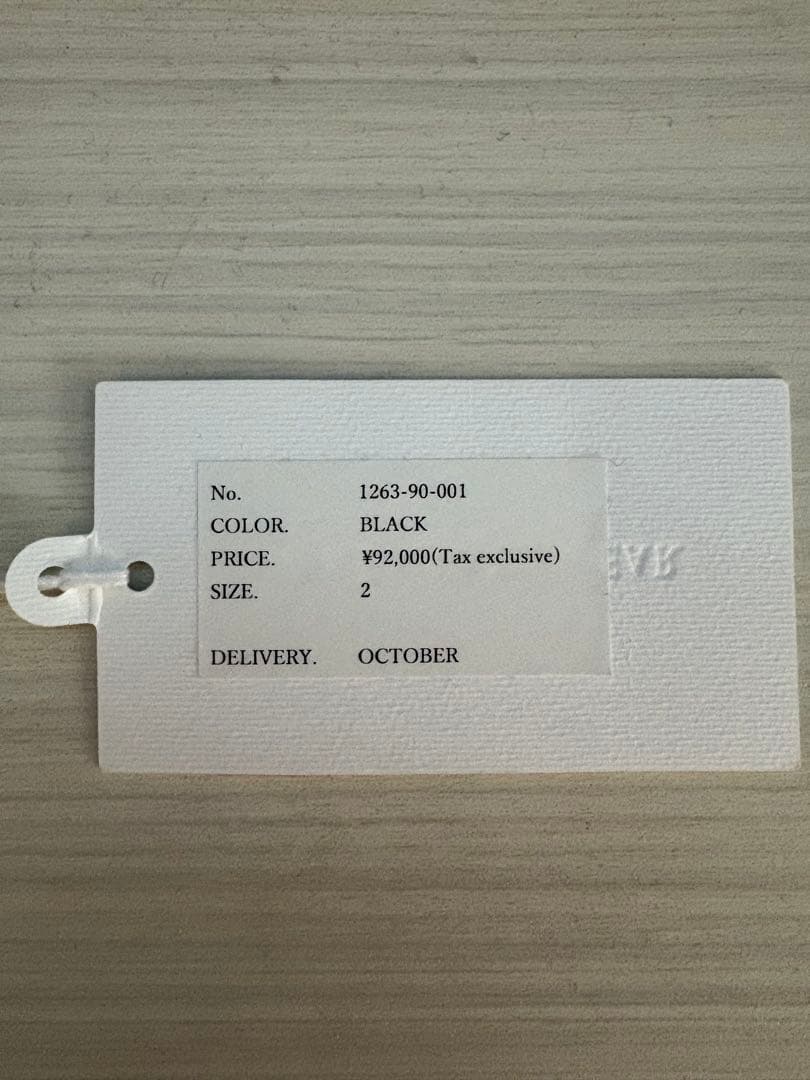 No. 1263-90-001
COLOR. BLACK
PRICE. ¥92,000(Tax exclusive)
SIZE. 2
DELIVERY. OCTOBER